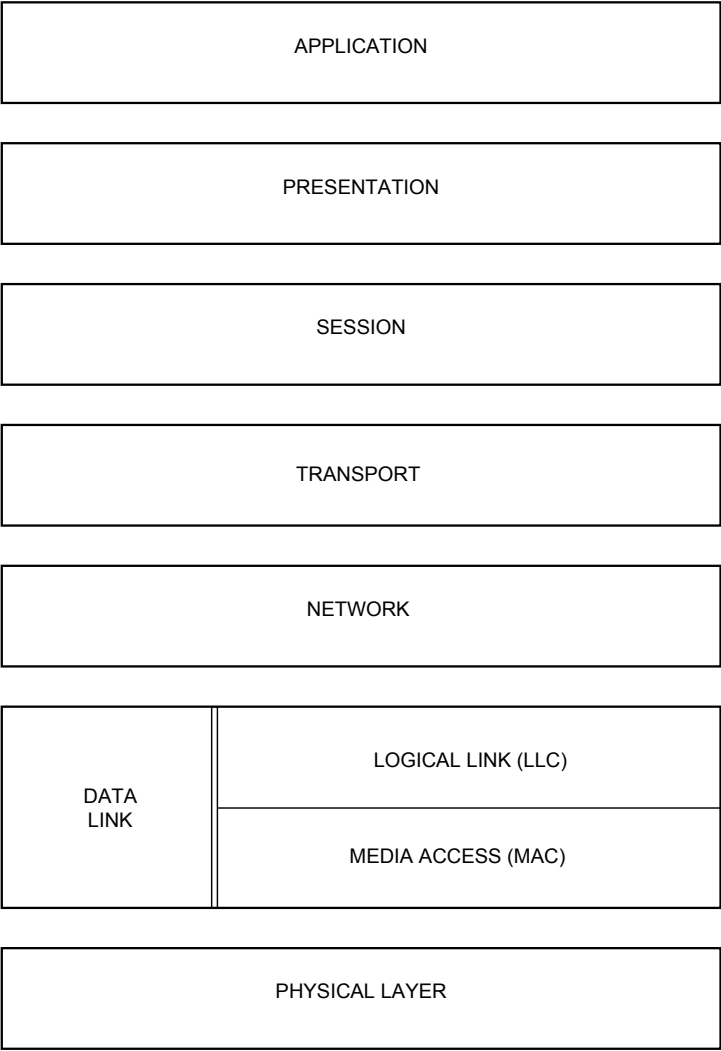 APPLICATION
PRESENTATION
SESSION
TRANSPORT
NETWORK
DATA
LINK
LOGICAL LINK (LLC)
MEDIA ACCESS (MAC)
PHYSICAL LAYER